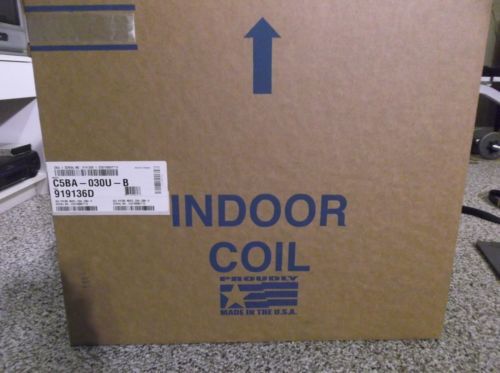 C5BA-030U-B
919136D
INDOOR
COIL
PROUDLY
MADE IN THE U.S.A.